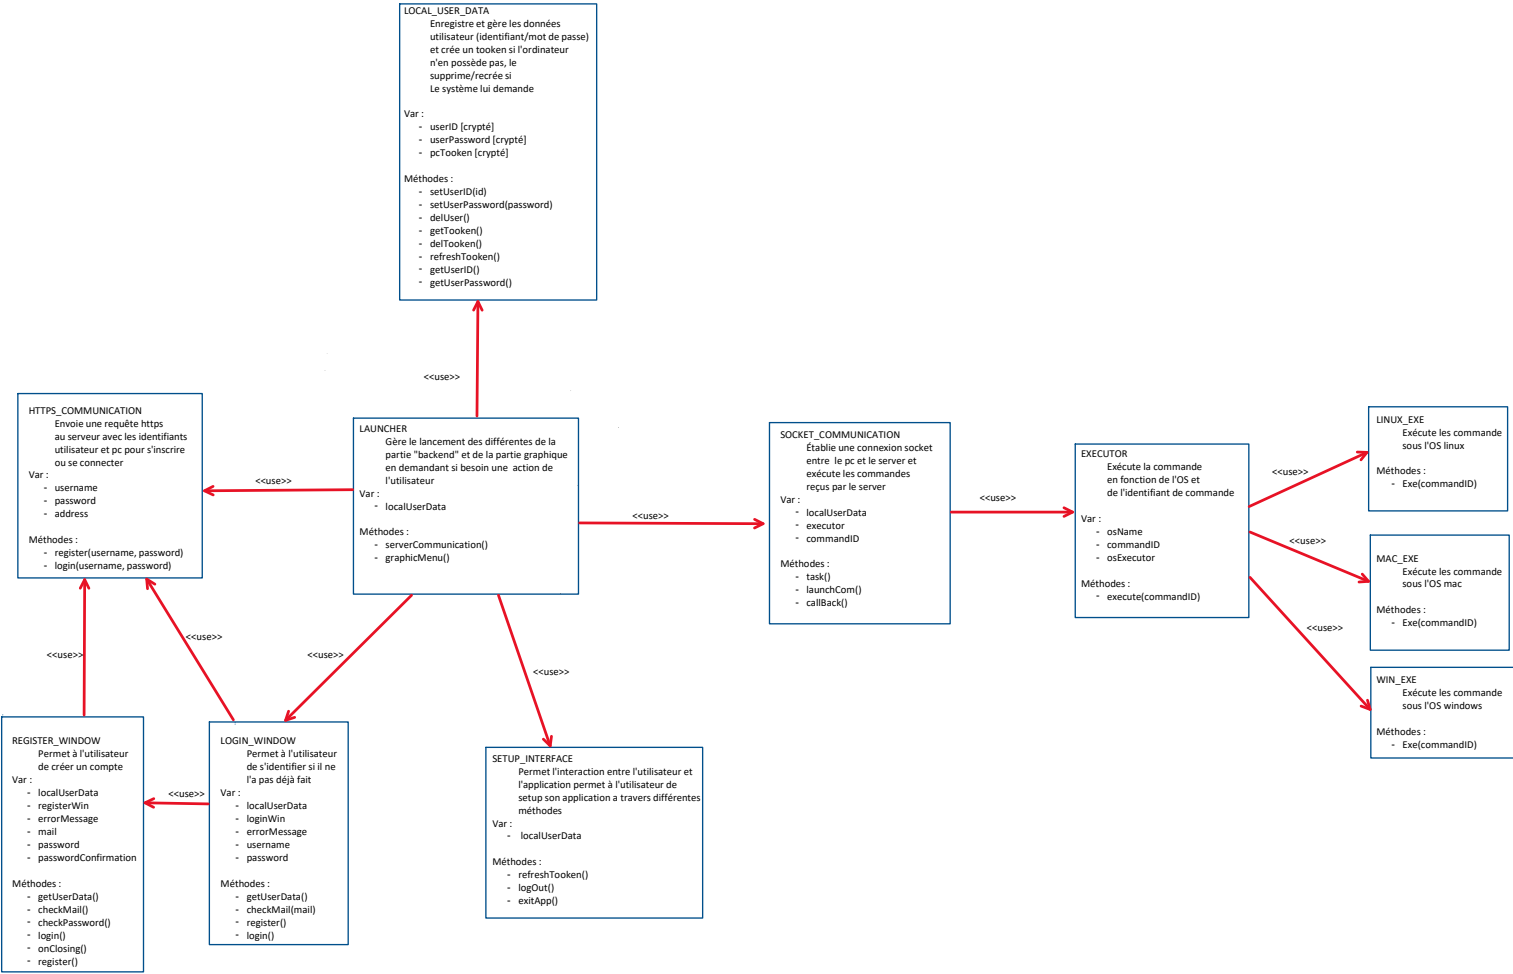 LOCAL_USER_DATA
Enregistre et gère les données
utilisateur (identifiant/mot de passe)
et crée un tooken si l'ordinateur
n'en possède pas, le
supprime/recrée si
Le système lui demande
Var :
- userID [crypté]
- userPassword [crypté]
- pcTooken [crypté]
Méthodes :
- setUserID(id)
- setUserPassword(password)
- delUser()
- getTooken()
- delTooken()
- refreshTooken()
- getUserID()
- getUserPassword()
<<use>>
HTTPS_COMMUNICATION
Envoie une requête https
au serveur avec les identifiants
utilisateur et pc pour s'inscrire
ou se connecter
Var :
- username
- password
- address
Méthodes :
- register(username, password)
- login(username, password)
<<use>>
LAUNCHER
Gère le lancement des différentes de la
partie "backend" et de la partie graphique
en demandant si besoin une action de
l'utilisateur
Var :
- localUserData
Méthodes :
- serverCommunication()
- graphicMenu()
<<use>>
SOCKET_COMMUNICATION
Établie une connexion socket
entre le pc et le server et
exécute les commandes
reçus par le server
Var :
- localUserData
- executor
- commandID
Méthodes :
- task()
- launchCom()
- callBack()
<<use>>
EXECUTOR
Exécute la commande
en fonction de l'OS et
de l'identifiant de commande
Var :
- osName
- commandID
- osExecutor
Méthodes :
- execute(commandID)
<<use>>
<<use>>
<<use>>
LINUX_EXE
Exécute les commande
sous l'OS linux
Méthodes :
- Exe(commandID)
MAC_EXE
Exécute les commande
sous l'OS mac
Méthodes :
- Exe(commandID)
WIN_EXE
Exécute les commande
sous l'OS windows
Méthodes :
- Exe(commandID)
<<use>>
<<use>>
<<use>>
<<use>>
REGISTER_WINDOW
Permet à l'utilisateur
de créer un compte
Var :
- localUserData
- registerWin
- errorMessage
- mail
- password
- passwordConfirmation
Méthodes :
- getUserData()
- checkMail()
- checkPassword()
- login()
- onClosing()
- register()
<<use>>
LOGIN_WINDOW
Permet à l'utilisateur
de s'identifier si il ne
l'a pas déjà fait
Var :
- localUserData
- loginWin
- errorMessage
- username
- password
Méthodes :
- getUserData()
- checkMail(mail)
- register()
- login()
SETUP_INTERFACE
Permet l'interaction entre l'utilisateur et
l'application permet à l'utilisateur de
setup son application a travers différentes
méthodes
Var :
- localUserData
Méthodes :
- refreshTooken()
- logOut()
- exitApp()